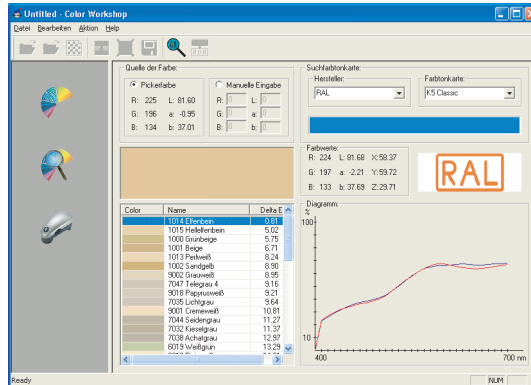 Untitled - Color Workshop
Datei Bearbeiten Aktion Help
Quelle der Farbe:
Pickerfarbe
R: 225 L: 81.60
G: 196 a: -0.95
B: 134 b: 37.01
Manuelle Eingabe
R: 0 L: 0
G: 0 a: 0
B: 0 b: 0
Suchfarbtonkarte:
Hersteller:
RAL
Farbtonkarte:
K5 Classic
Farbwerte:
R: 224 L: 81.68 X:58.37
G: 197 a: -2.21 Y:59.72
B: 133 b: 37.69 Z:29.71
RAL
Color Name Delta E
1014 Elfenbein 0.81
1015 Hellelfenbein 5.02
1000 Grünbeige 5.75
1001 Beige 6.71
1013 Perlweiß 8.24
1002 Sandgelb 8.90
9002 Grauweiß 8.95
7047 Telegrau 4 9.16
9018 Papyrusweiß 9.21
7035 Lichtgrau 9.64
9001 Cremeweiß 10.81
7044 Seidengrau 11.27
7032 Kieselgrau 11.37
7038 Achatgrau 12.97
6019 Weißgrün 13.29
Diagramm:
%
100
10
400 700 nm
Ready
NUM